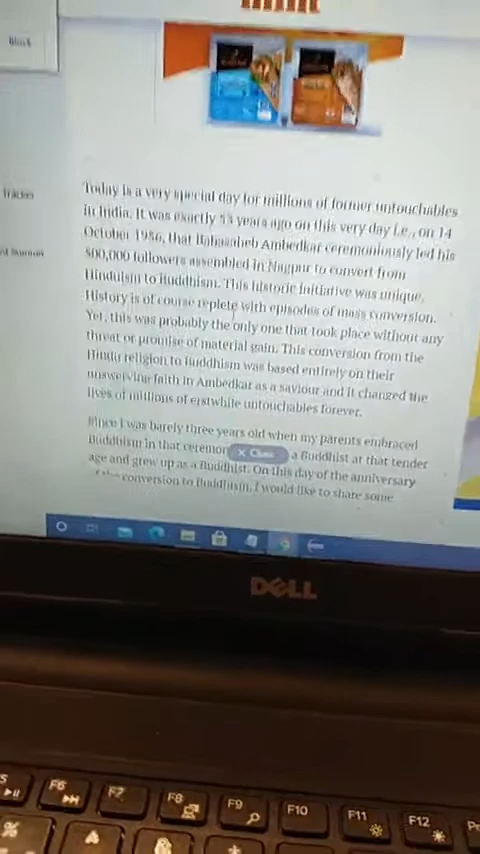 Block
Tracker
Today is a very special day for millions of former untouchables
in India. It was exactly 53 years ago on this very day i.e., on 14
October 1956, that Babasaheb Ambedkar ceremoniously led his
500,000 followers assembled in Nagpur to convert from
Hinduism to Buddhism. This historic initiative was unique.
History is of course replete with episodes of mass conversion.
Yet, this was probably the only one that took place without any
threat or promise of material gain. This conversion from the
Hindu religion to Buddhism was based entirely on their
unswerving faith in Ambedkar as a saviour and it changed the
lives of millions of erstwhile untouchables forever.
Since I was barely three years old when my parents embraced
Buddhism in that ceremon × Close a Buddhist at that tender
age and grew up as a Buddhist. On this day of the anniversary
conversion to Buddhism, I would like to share some
DELL
F6
F7
F8
F9
F10
F11
F12
%